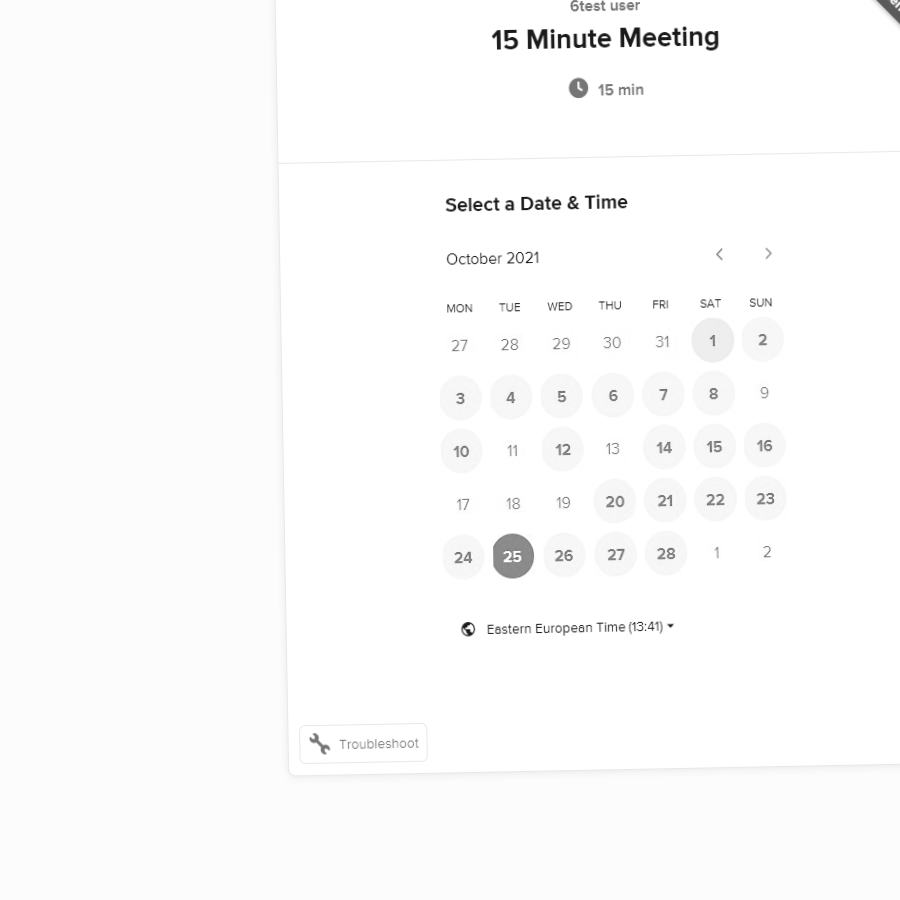 6test user
15 Minute Meeting
15 min
Select a Date & Time
October 2021
MON TUE WED THU FRI SAT SUN
27 28 29 30 31 1 2
3 4 5 6 7 8 9
10 11 12 13 14 15 16
17 18 19 20 21 22 23
24 25 26 27 28 1 2
Eastern European Time (13:41)
Troubleshoot